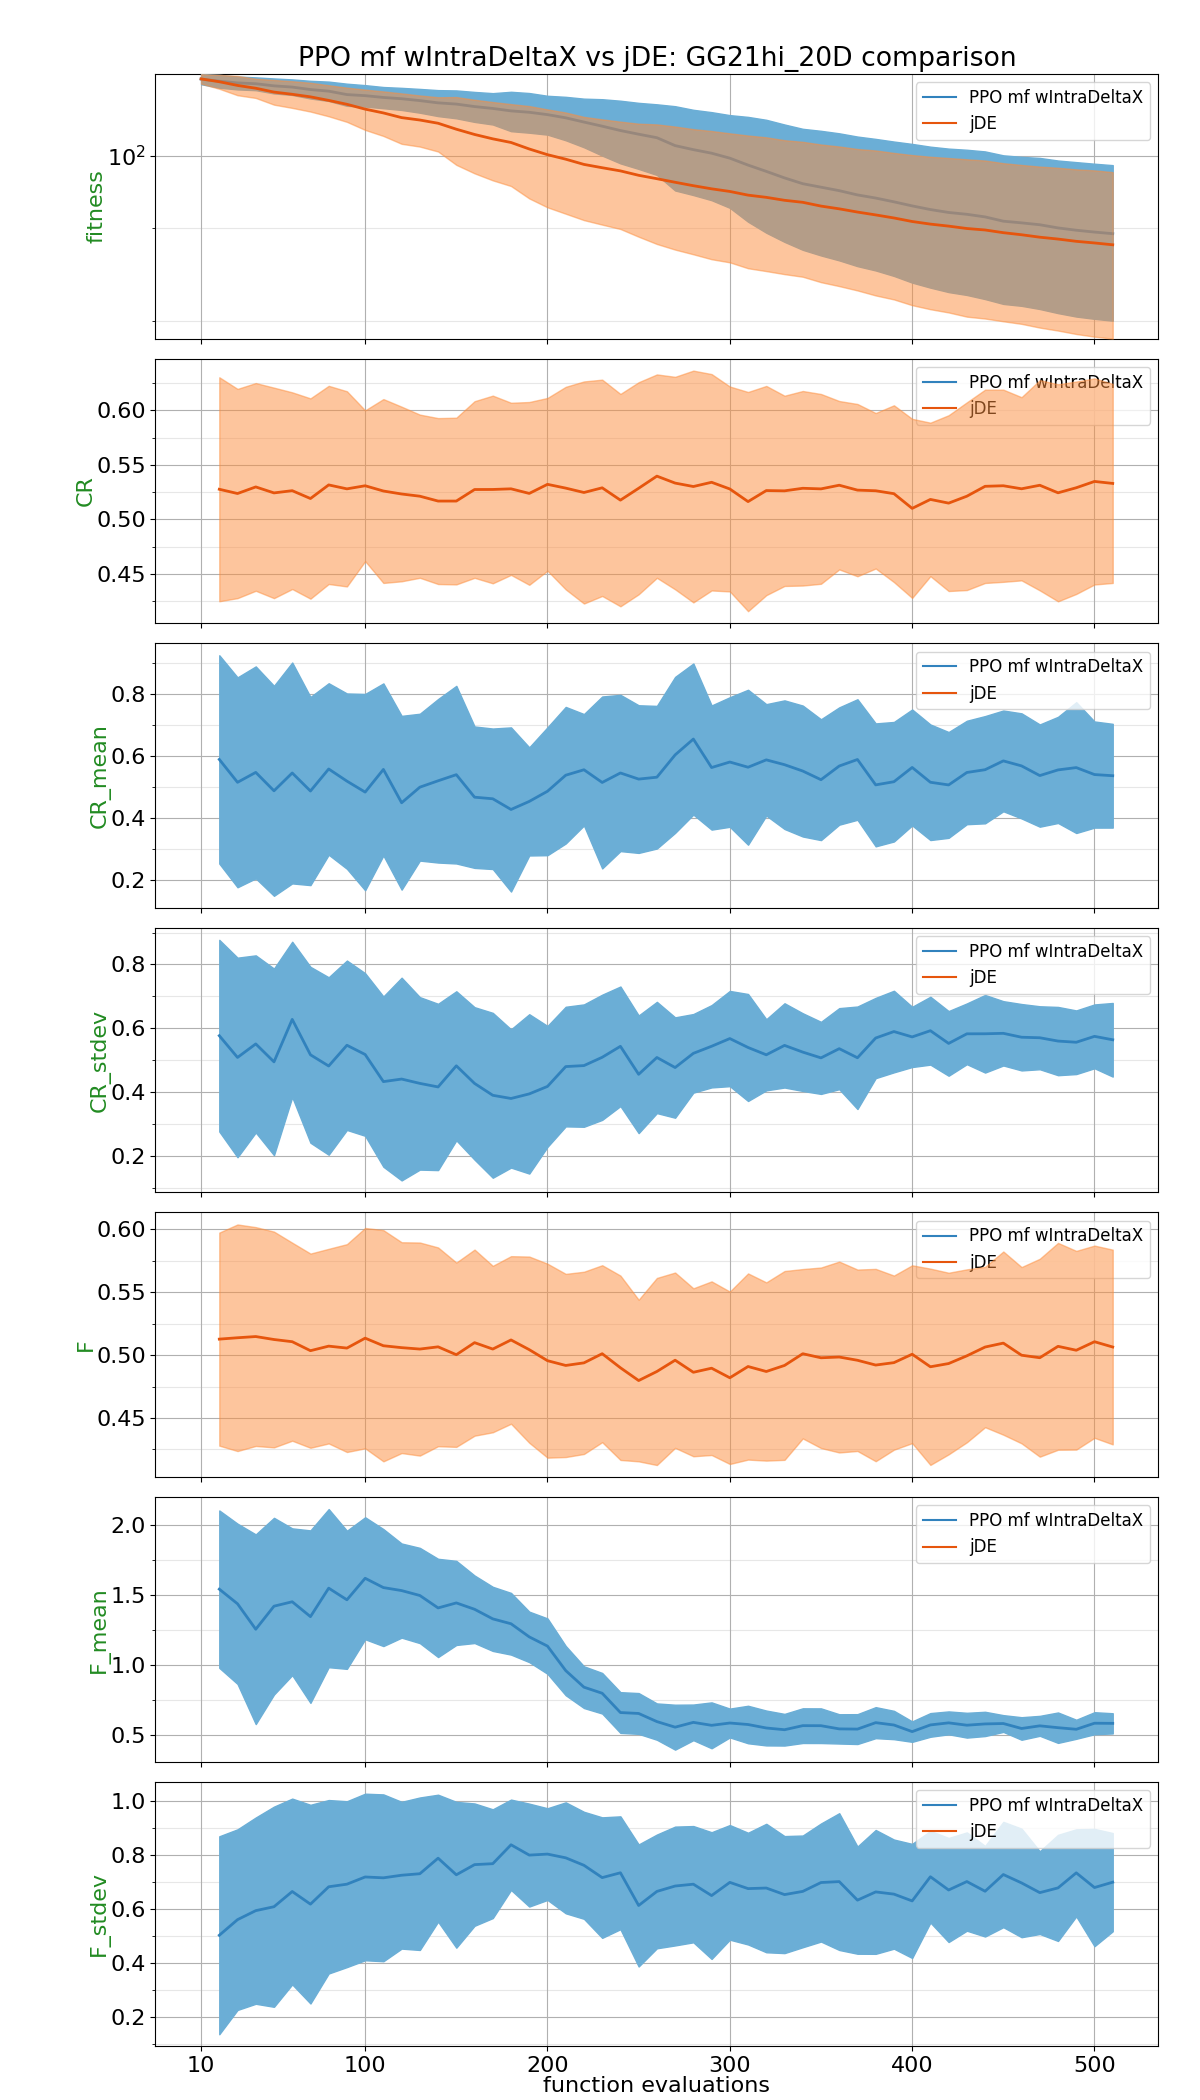 PPO mf wIntraDeltaX vs jDE: GG21hi_20D comparison
PPO mf wIntraDeltaX
jDE
10²
fitness
PPO mf wIntraDeltaX
jDE
0.60
0.55
0.50
0.45
CR
PPO mf wIntraDeltaX
jDE
0.8
0.6
0.4
0.2
CR_mean
PPO mf wIntraDeltaX
jDE
0.8
0.6
0.4
0.2
CR_stdev
PPO mf wIntraDeltaX
jDE
0.60
0.55
0.50
0.45
F
PPO mf wIntraDeltaX
jDE
2.0
1.5
1.0
0.5
F_mean
PPO mf wIntraDeltaX
jDE
1.0
0.8
0.6
0.4
0.2
F_stdev
10 100 200 300 400 500
function evaluations